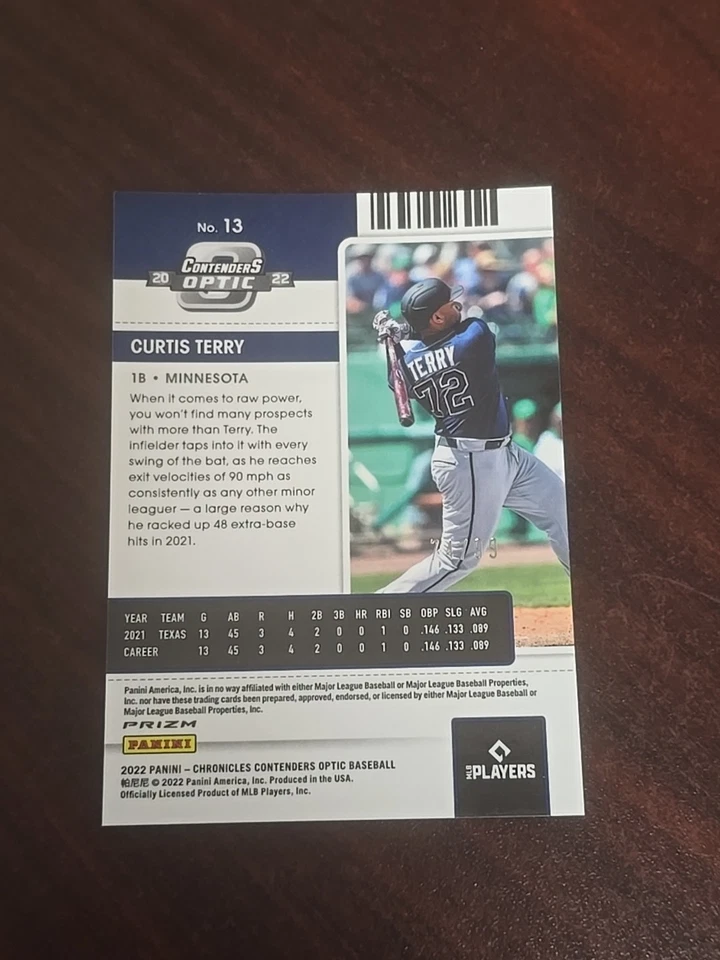 No. 13
20 CONTENDERS 22
OPTIC
CURTIS TERRY
1B • MINNESOTA
When it comes to raw power,
you won't find many prospects
with more than Terry. The
infielder taps into it with every
swing of the bat, as he reaches
exit velocities of 90 mph as
consistently as any other minor
leaguer — a large reason why
he racked up 48 extra-base
hits in 2021.
TERRY
72
YEAR TEAM G AB R H 2B 3B HR RBI SB OBP SLG AVG
2021 TEXAS 13 45 3 4 2 0 0 1 0 .146 .133 .089
CAREER 13 45 3 4 2 0 0 1 0 .146 .133 .089
Panini America, Inc. is in no way affiliated with either Major League Baseball or Major League Baseball Properties,
Inc. nor have these trading cards been prepared, approved, endorsed, or licensed by either Major League Baseball or
Major League Baseball Properties, Inc.
PRIZM
PANINI
2022 PANINI – CHRONICLES CONTENDERS OPTIC BASEBALL
帕尼尼 © 2022 Panini America, Inc. Produced in the USA.
Officially Licensed Product of MLB Players, Inc.
MLB PLAYERS